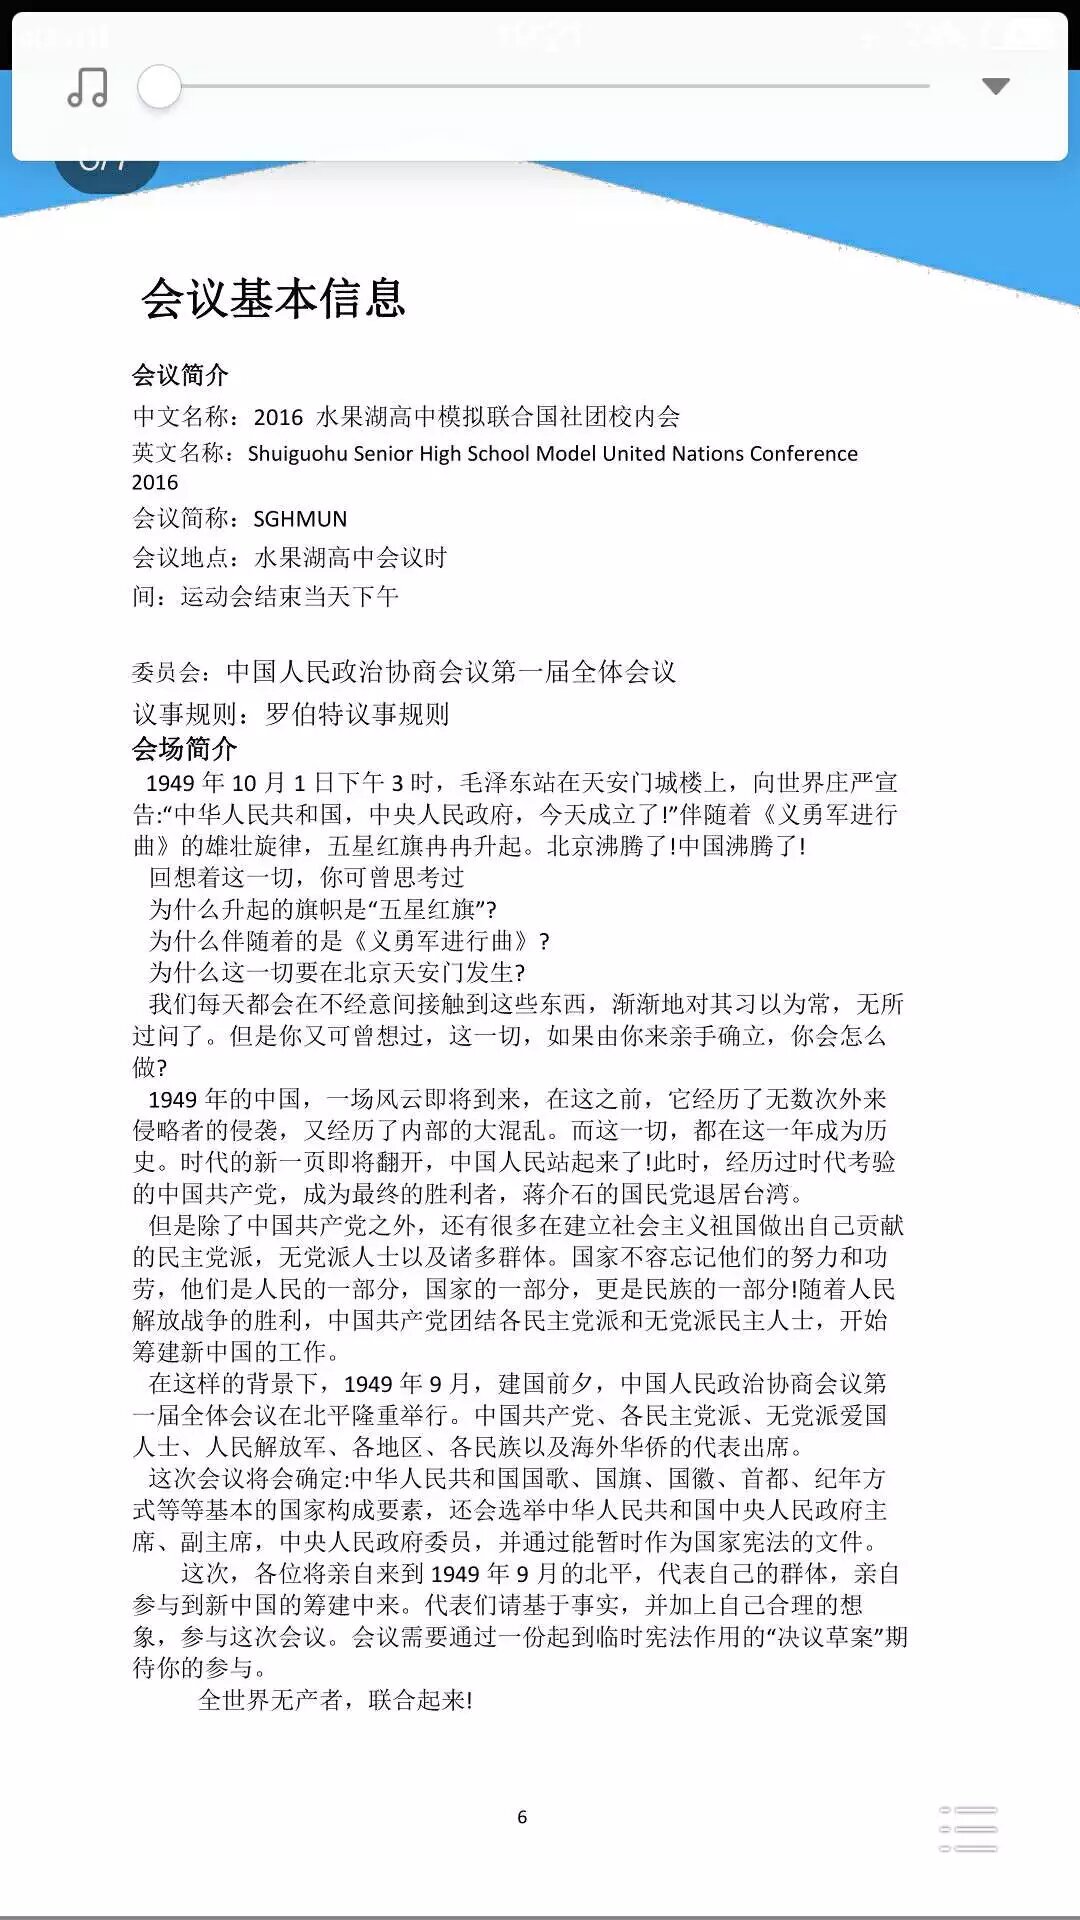 会议基本信息
会议简介
中文名称：2016 水果湖高中模拟联合国社团校内会
英文名称：Shuiguohu Senior High School Model United Nations Conference
2016
会议简称：SGHMUN
会议地点：水果湖高中会议时
间：运动会结束当天下午
委员会：中国人民政治协商会议第一届全体会议
议事规则：罗伯特议事规则
会场简介
1949 年 10 月 1 日下午 3 时，毛泽东站在天安门城楼上，向世界庄严宣
告:“中华人民共和国，中央人民政府，今天成立了!”伴随着《义勇军进行
曲》的雄壮旋律，五星红旗冉冉升起。北京沸腾了!中国沸腾了!
回想着这一切，你可曾思考过
为什么升起的旗帜是“五星红旗”?
为什么伴随着的是《义勇军进行曲》?
为什么这一切要在北京天安门发生?
我们每天都会在不经意间接触到这些东西，渐渐地对其习以为常，无所
过问了。但是你又可曾想过，这一切，如果由你来亲手确立，你会怎么
做?
1949 年的中国，一场风云即将到来，在这之前，它经历了无数次外来
侵略者的侵袭，又经历了内部的大混乱。而这一切，都在这一年成为历
史。时代的新一页即将翻开，中国人民站起来了!此时，经历过时代考验
的中国共产党，成为最终的胜利者，蒋介石的国民党退居台湾。
但是除了中国共产党之外，还有很多在建立社会主义祖国做出自己贡献
的民主党派，无党派人士以及诸多群体。国家不容忘记他们的努力和功
劳，他们是人民的一部分，国家的一部分，更是民族的一部分!随着人民
解放战争的胜利，中国共产党团结各民主党派和无党派民主人士，开始
筹建新中国的工作。
在这样的背景下，1949 年 9 月，建国前夕，中国人民政治协商会议第
一届全体会议在北平隆重举行。中国共产党、各民主党派、无党派爱国
人士、人民解放军、各地区、各民族以及海外华侨的代表出席。
这次会议将会确定:中华人民共和国国歌、国旗、国徽、首都、纪年方
式等等基本的国家构成要素，还会选举中华人民共和国中央人民政府主
席、副主席，中央人民政府委员，并通过能暂时作为国家宪法的文件。
这次，各位将亲自来到 1949 年 9 月的北平，代表自己的群体，亲自
参与到新中国的筹建中来。代表们请基于事实，并加上自己合理的想
象，参与这次会议。会议需要通过一份起到临时宪法作用的“决议草案”期
待你的参与。
全世界无产者，联合起来!
6